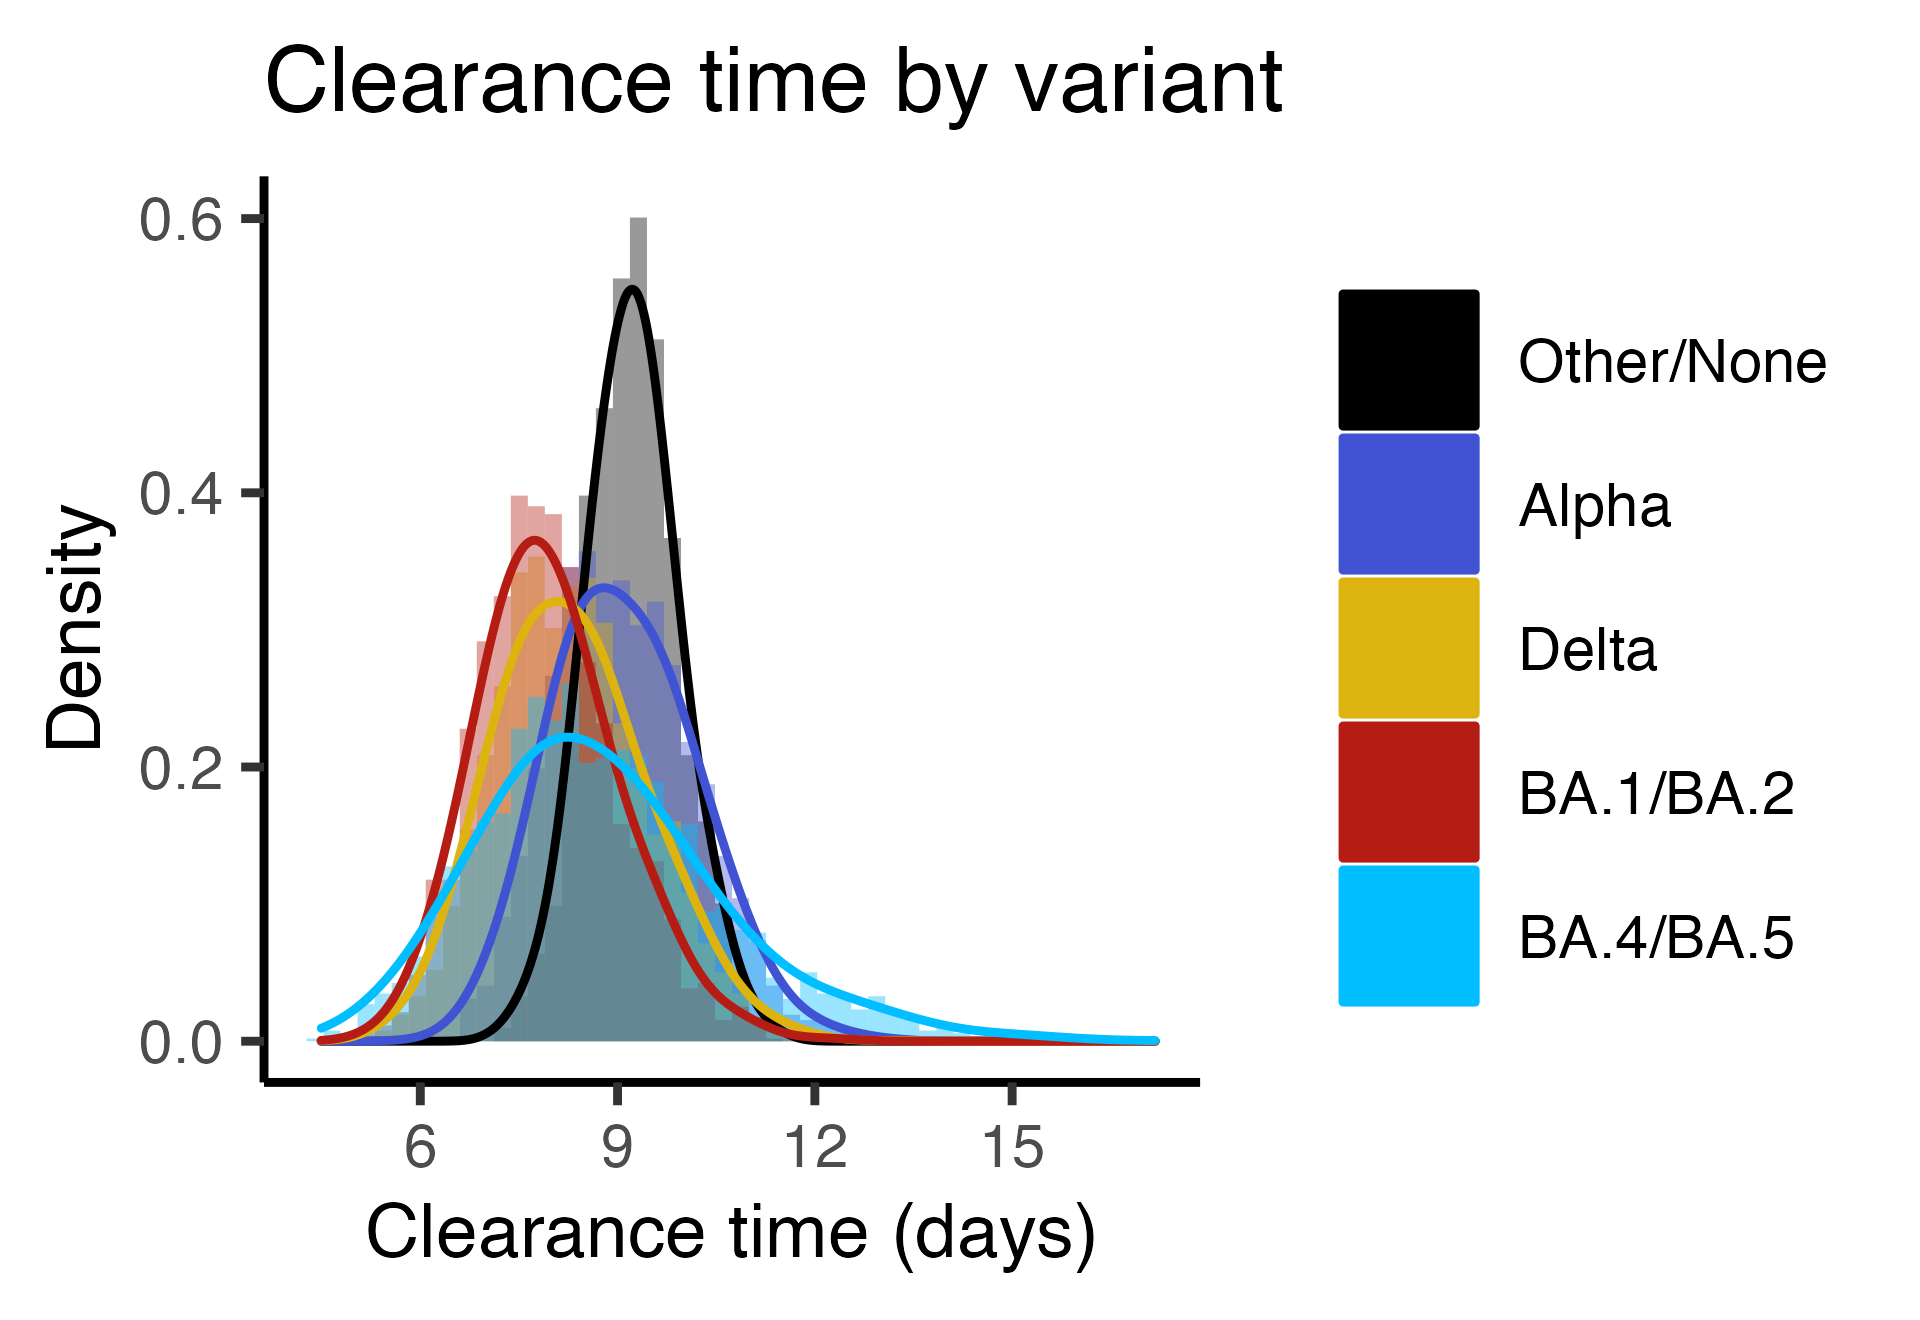 Clearance time by variant
Density
0.6
0.4
0.2
0.0
6 9 12 15
Clearance time (days)
Other/None
Alpha
Delta
BA.1/BA.2
BA.4/BA.5